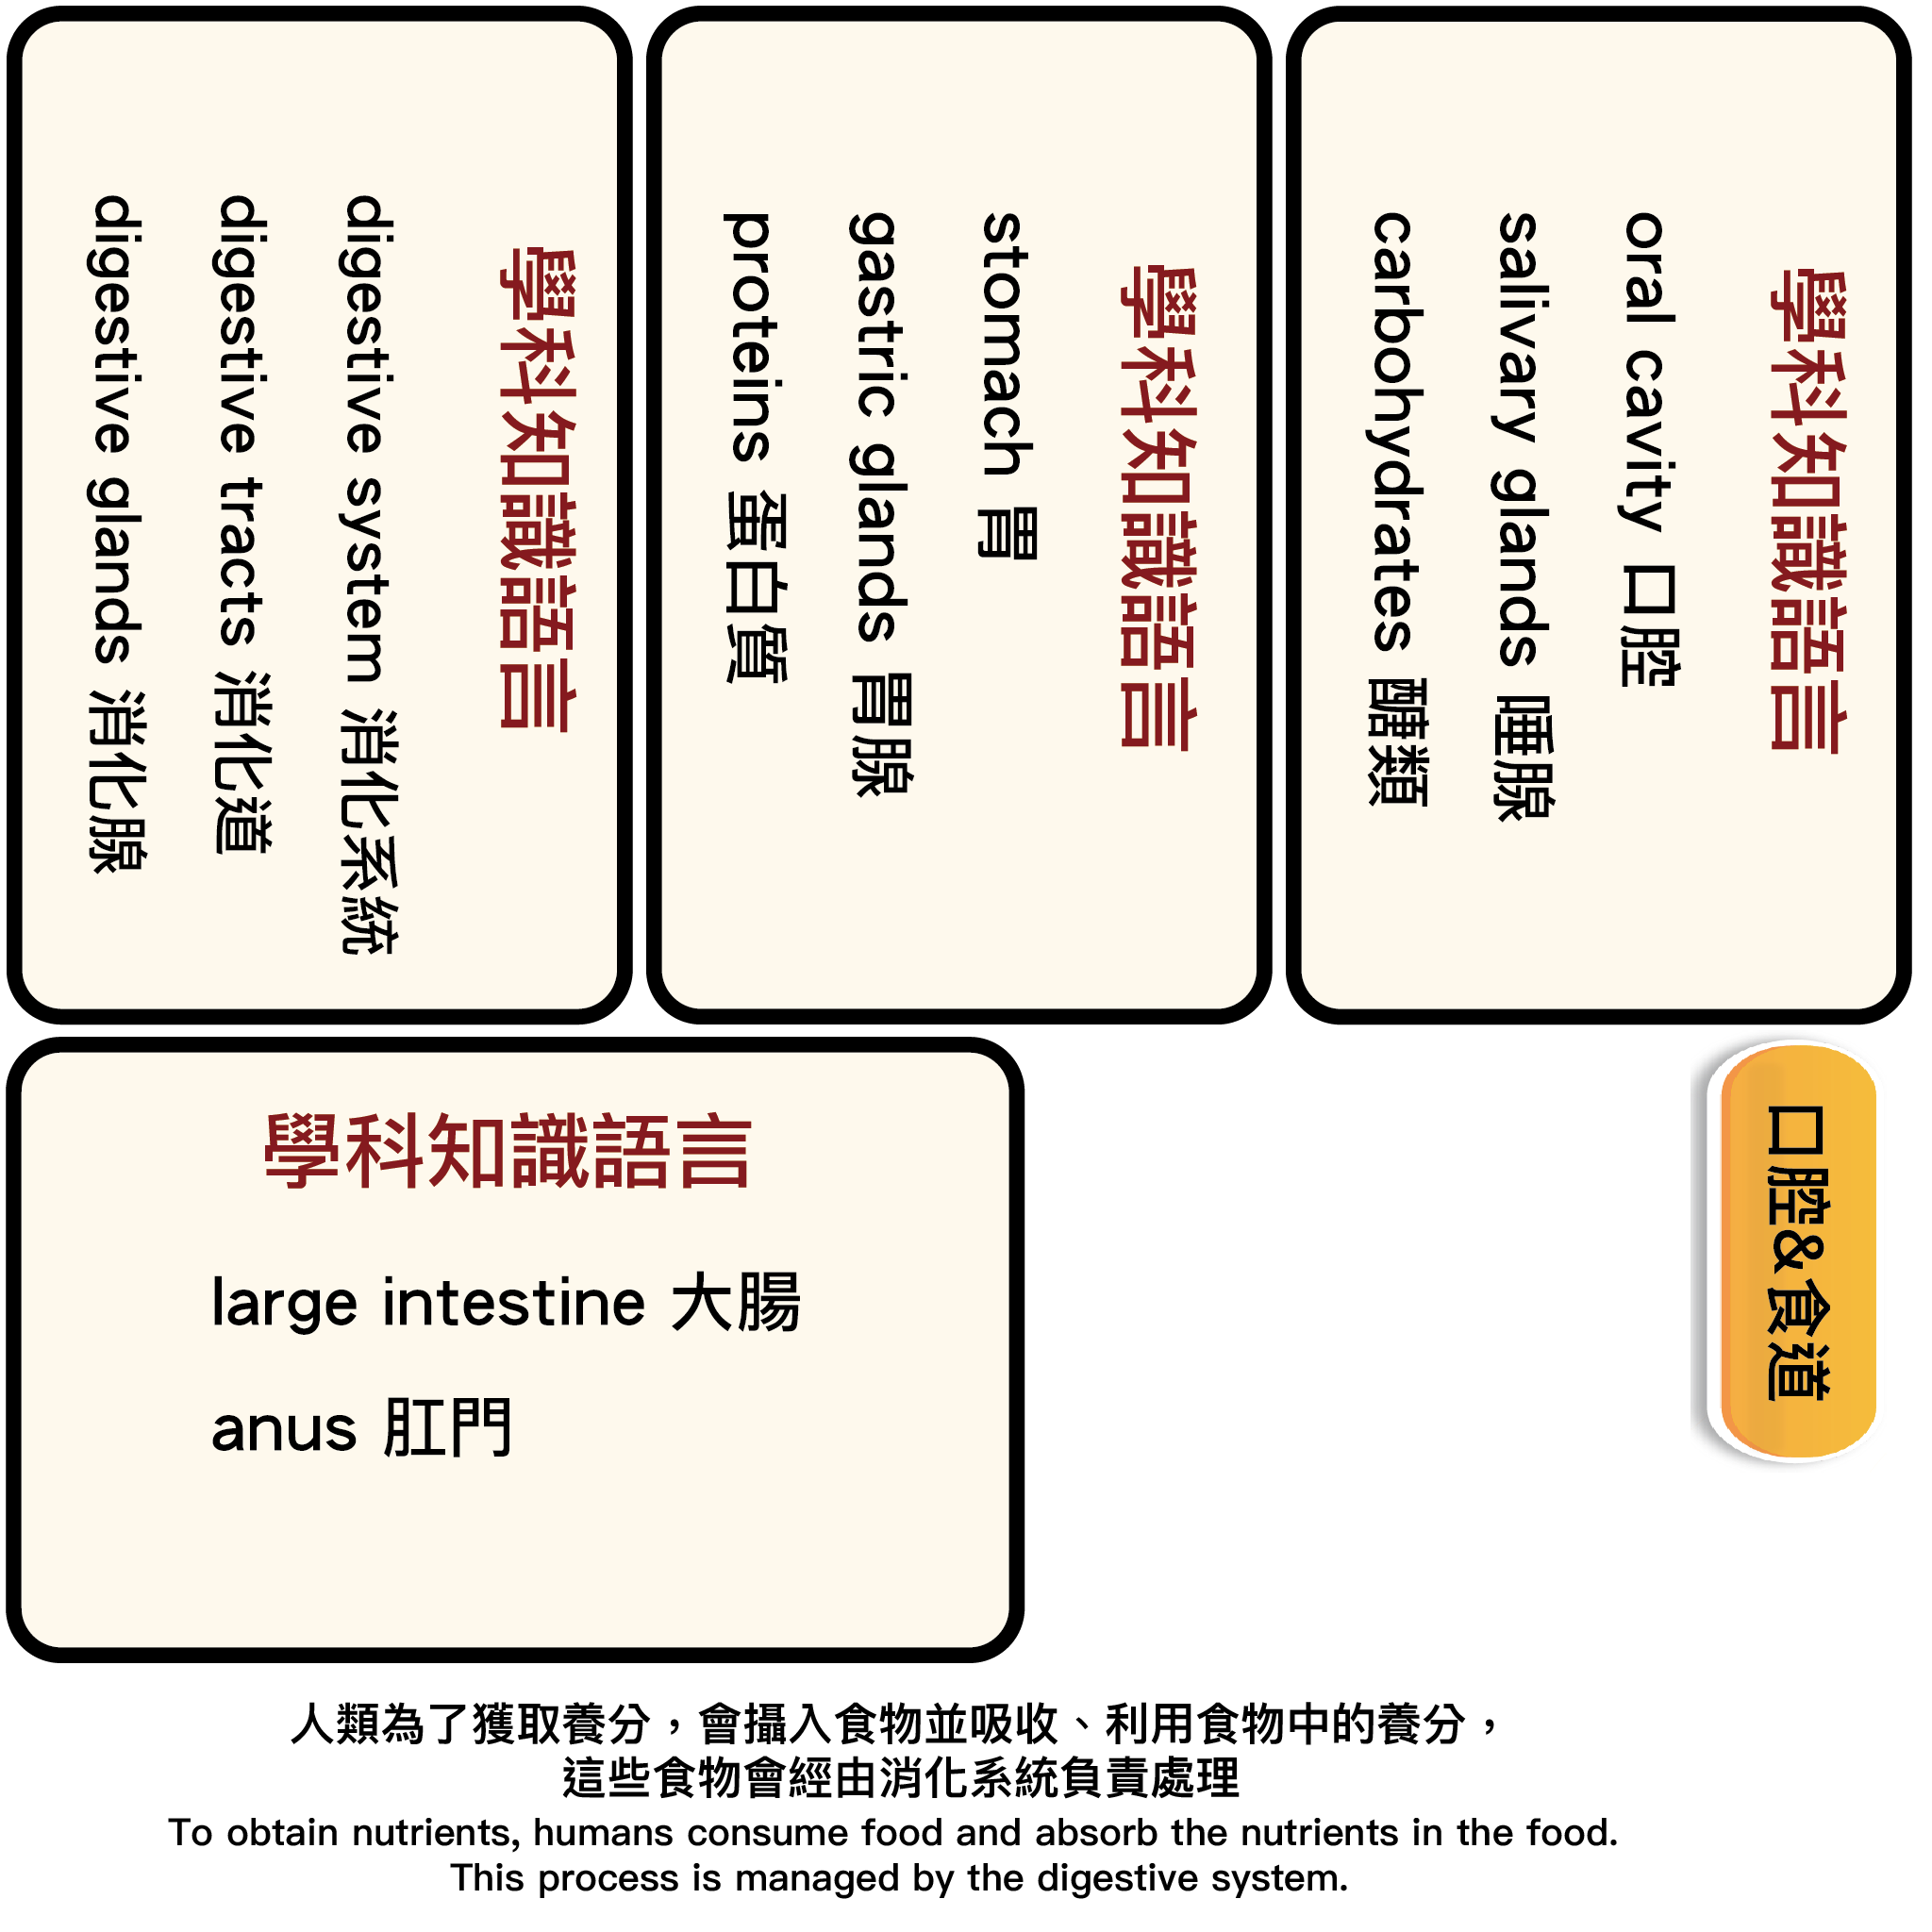 學科知識語言
digestive system 消化系統
digestive tracts 消化道
digestive glands 消化腺
學科知識語言
stomach 胃
gastric glands 胃腺
proteins 蛋白質
學科知識語言
oral cavity 口腔
salivary glands 唾腺
carbohydrates 醣類
學科知識語言
large intestine 大腸
anus 肛門
口腔&食道
人類為了獲取養分，會攝入食物並吸收、利用食物中的養分，
這些食物會經由消化系統負責處理
To obtain nutrients, humans consume food and absorb the nutrients in the food.
This process is managed by the digestive system.